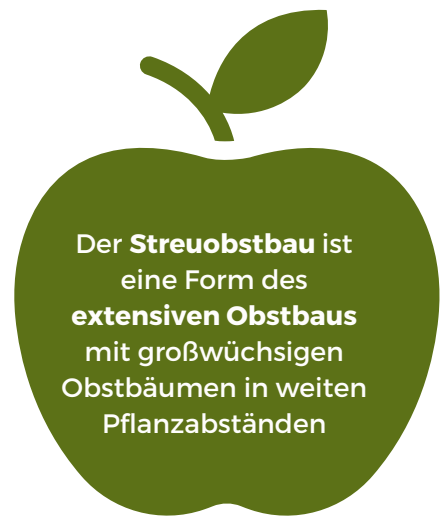 Der Streuobstbau ist
eine Form des
extensiven Obstbaus
mit großwüchsigen
Obstbäumen in weiten
Pflanzabständen